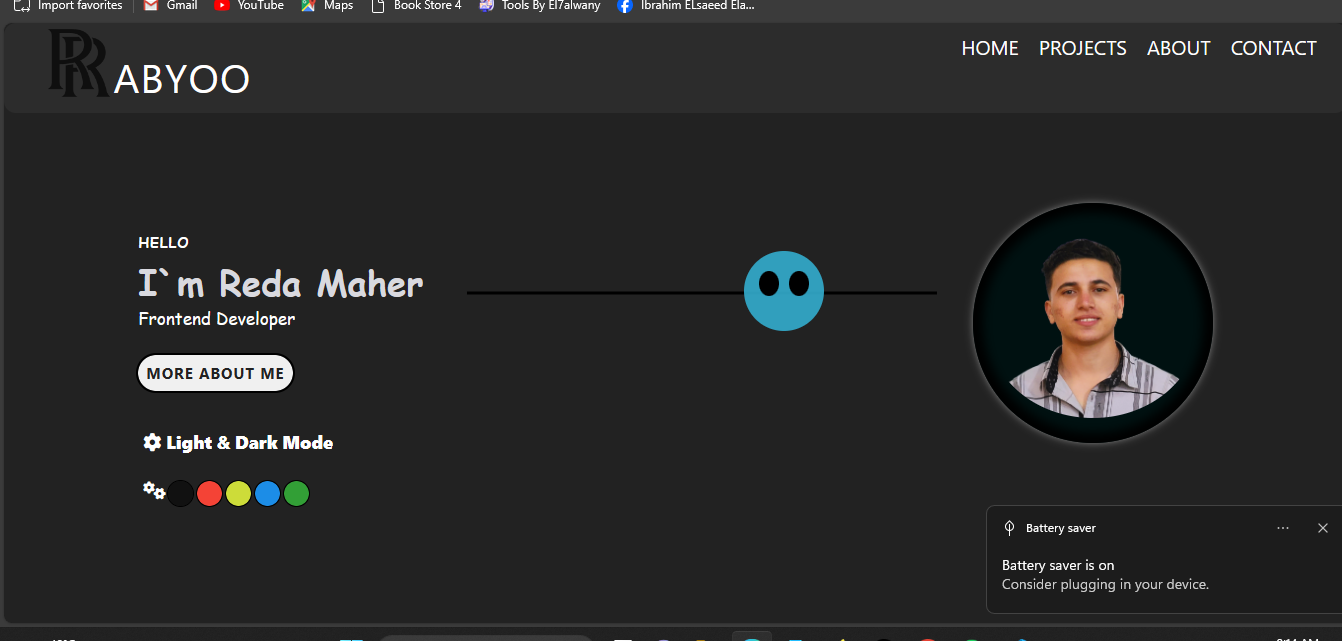 Import favorites Gmail YouTube Maps Book Store 4 Tools By El7alwany Ibrahim ELsaeed Ela...
RR ABYOO
HOME PROJECTS ABOUT CONTACT
HELLO
I`m Reda Maher
Frontend Developer
MORE ABOUT ME
Light & Dark Mode
Battery saver
Battery saver is on
Consider plugging in your device.